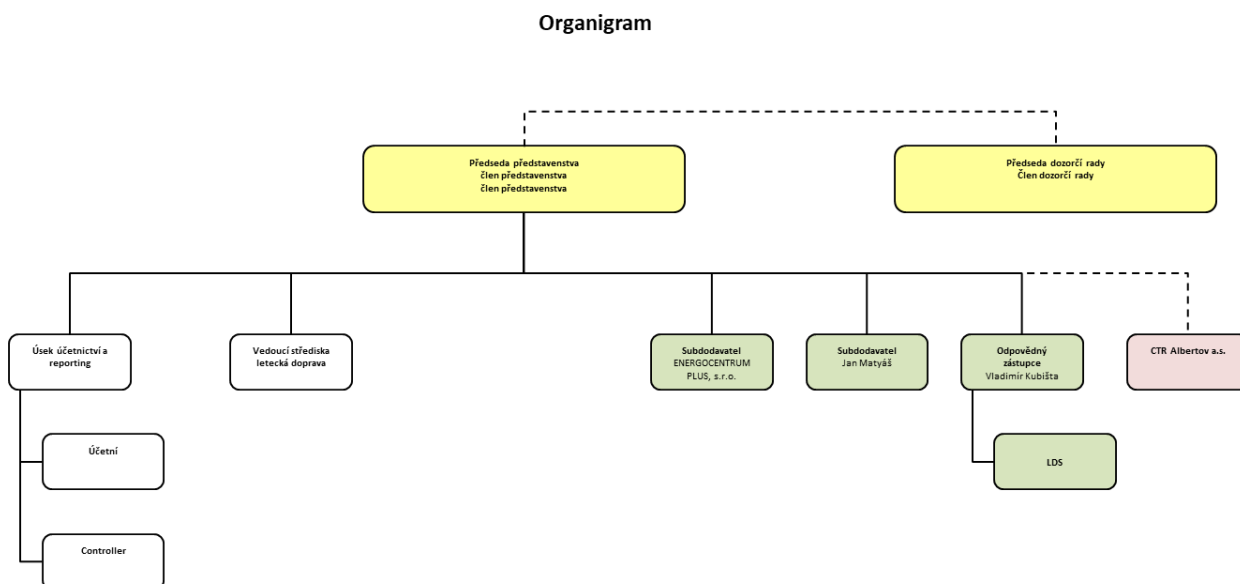 Organigram
Předseda představenstva
člen představenstva
člen představenstva
Předseda dozorčí rady
Člen dozorčí rady
Úsek účetnictví a
reporting
Vedoucí střediska
letecká doprava
Subdodavatel
ENERGOCENTRUM
PLUS, s.r.o.
Subdodavatel
Jan Matyáš
Odpovědný
zástupce
Vladimír Kubišta
CTR Albertov a.s.
Účetní
LDS
Controller